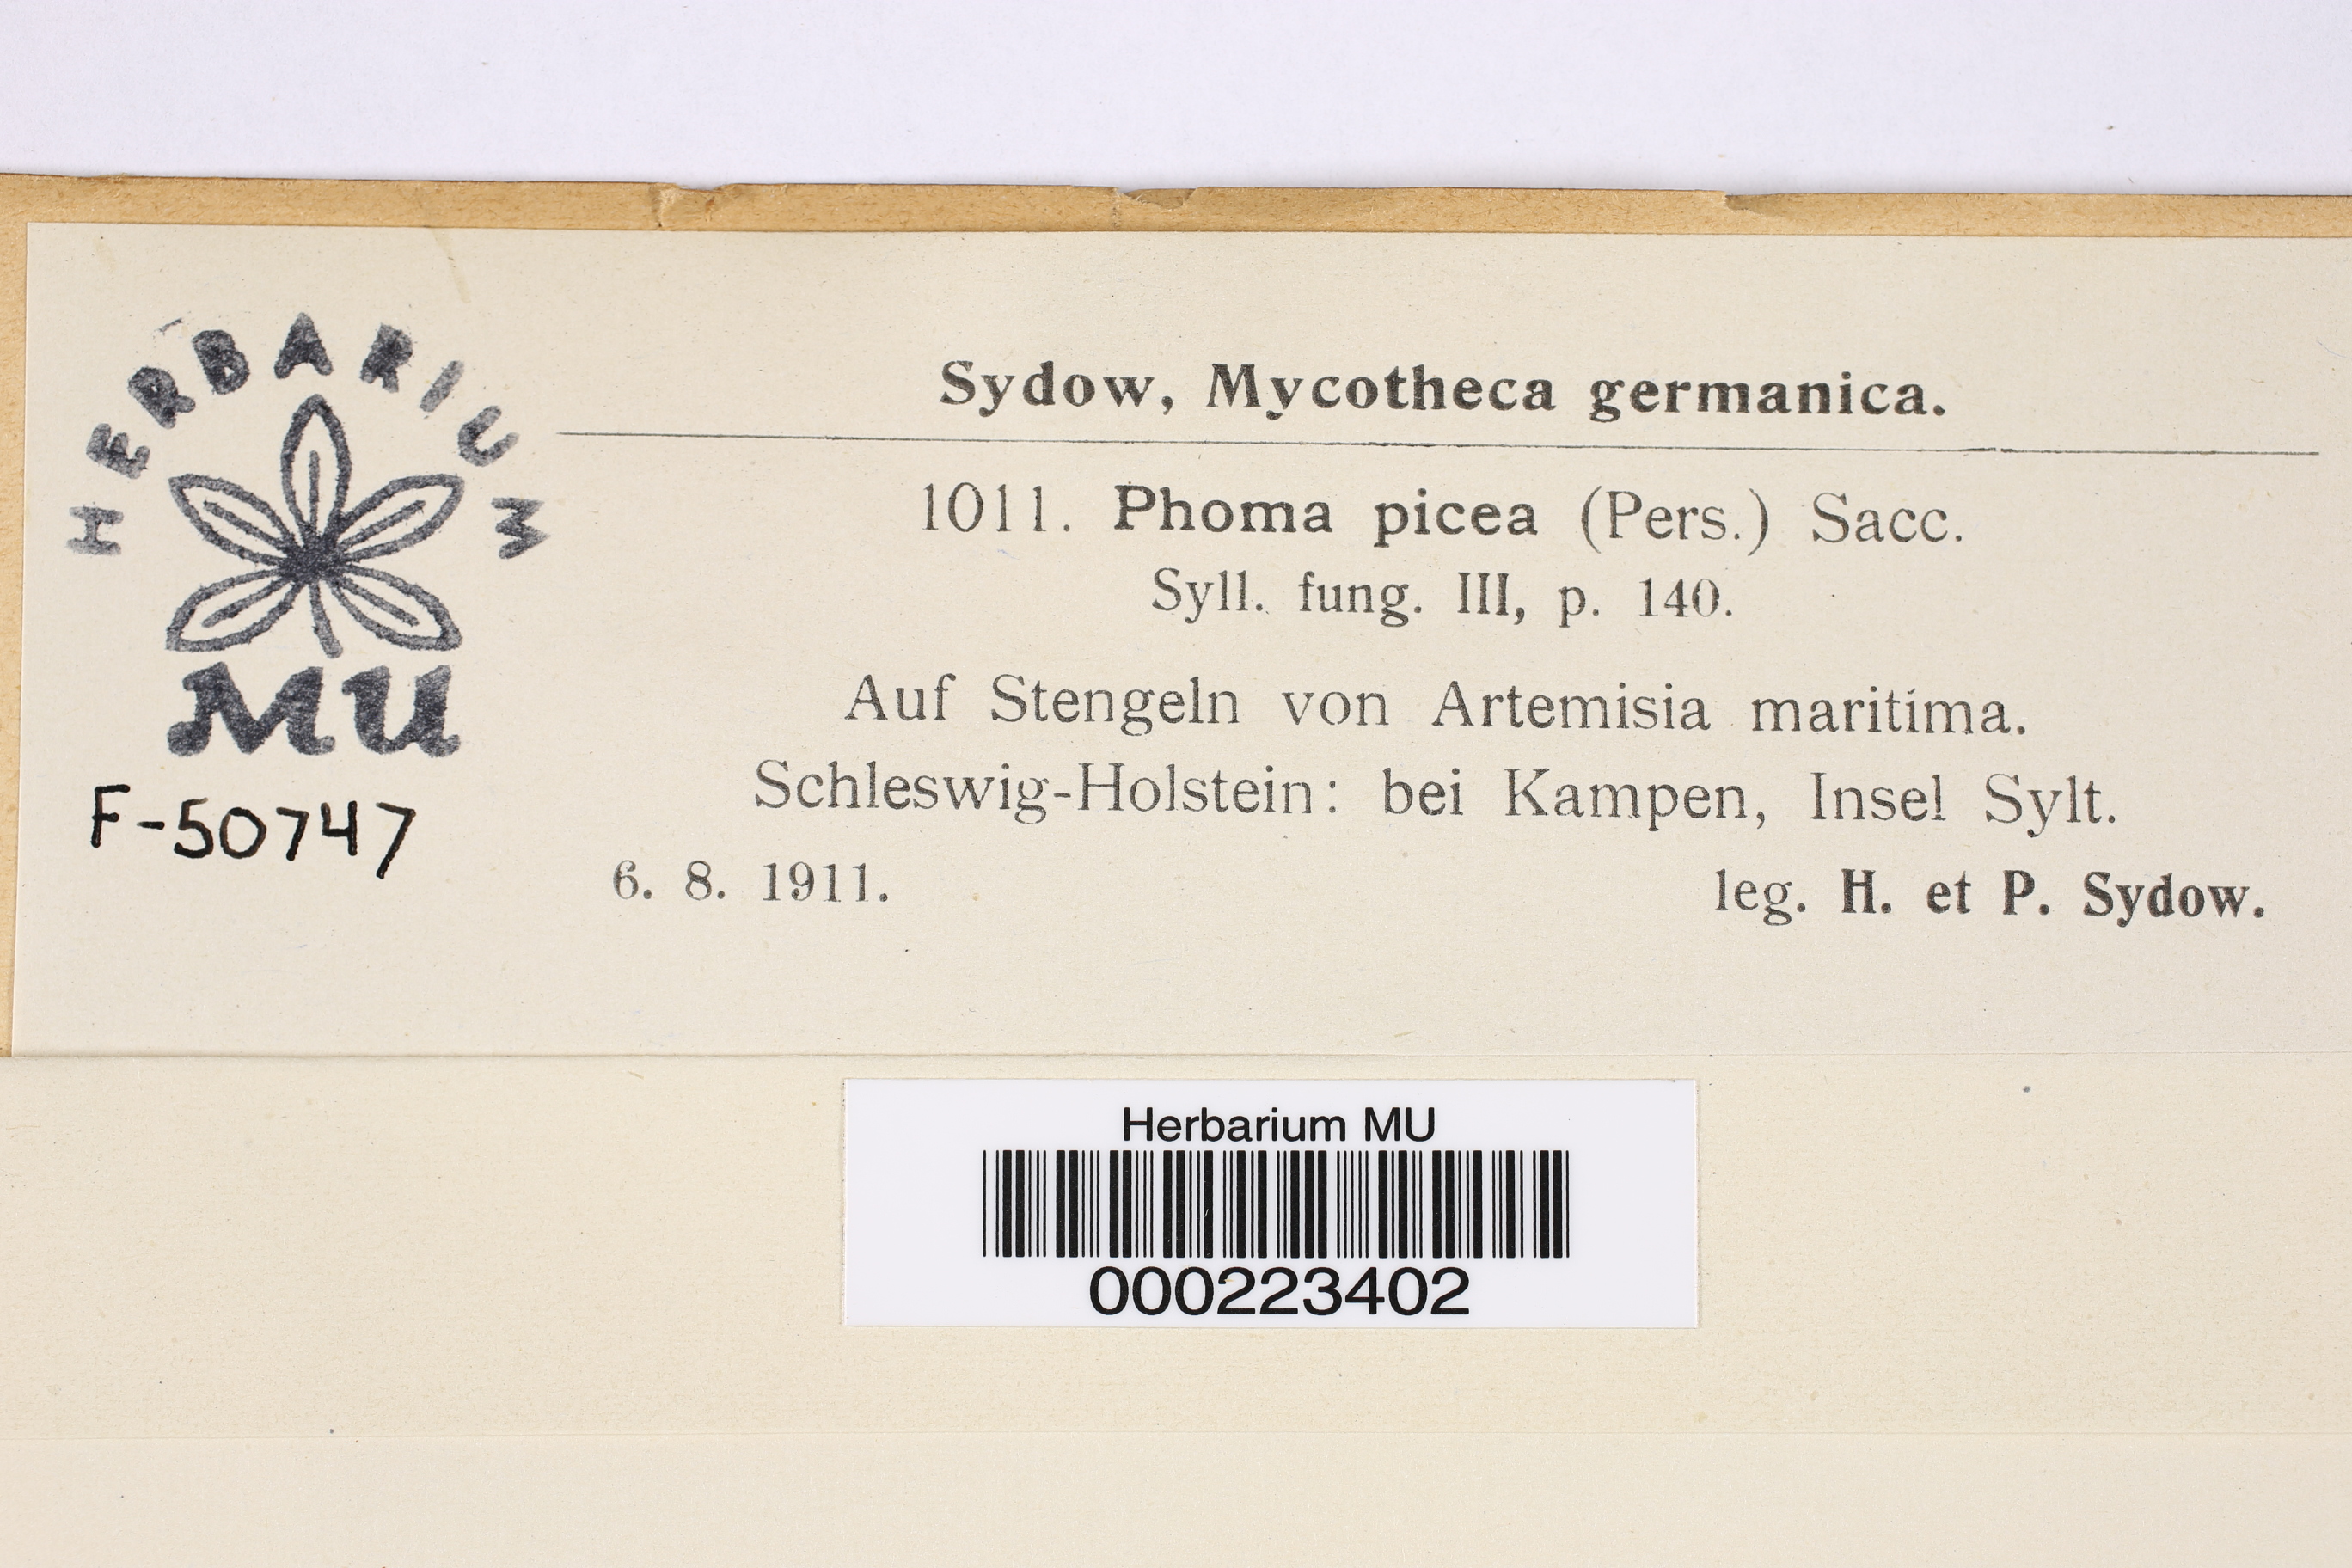 HERBARIUM
MU
F-50747
Sydow, Mycotheca germanica.
1011. Phoma picea (Pers.) Sacc.
Syll. fung. III, p. 140.
Auf Stengeln von Artemisia maritima.
Schleswig-Holstein: bei Kampen, Insel Sylt.
6. 8. 1911. leg. H. et P. Sydow.
Herbarium MU
000223402